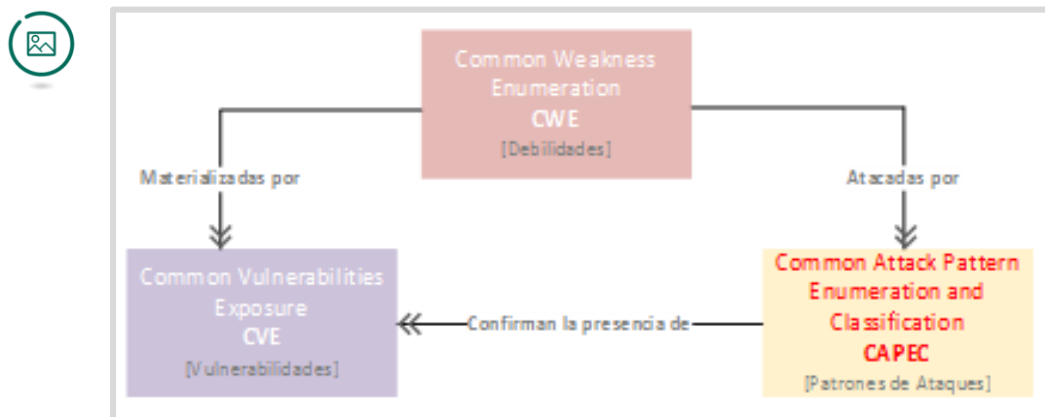 Common Weakness
Enumeration
CWE
[Debilidades]
Materializadas por
Atacadas por
Common Vulnerabilities
Exposure
CVE
[Vulnerabilidades]
Confirman la presencia de
Common Attack Pattern
Enumeration and
Classification
CAPEC
[Patrones de Ataques]